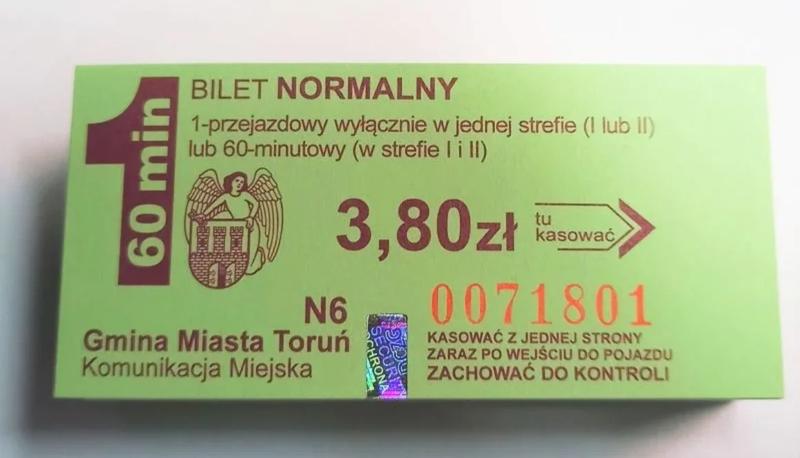 1
60 min
BILET NORMALNY
1-przejazdowy wyłącznie w jednej strefie (I lub II)
lub 60-minutowy (w strefie I i II)
3,80zł
tu
kasować
N6
0071801
Gmina Miasta Toruń
Komunikacja Miejska
KASOWAĆ Z JEDNEJ STRONY
ZARAZ PO WEJŚCIU DO POJAZDU
ZACHOWAĆ DO KONTROLI